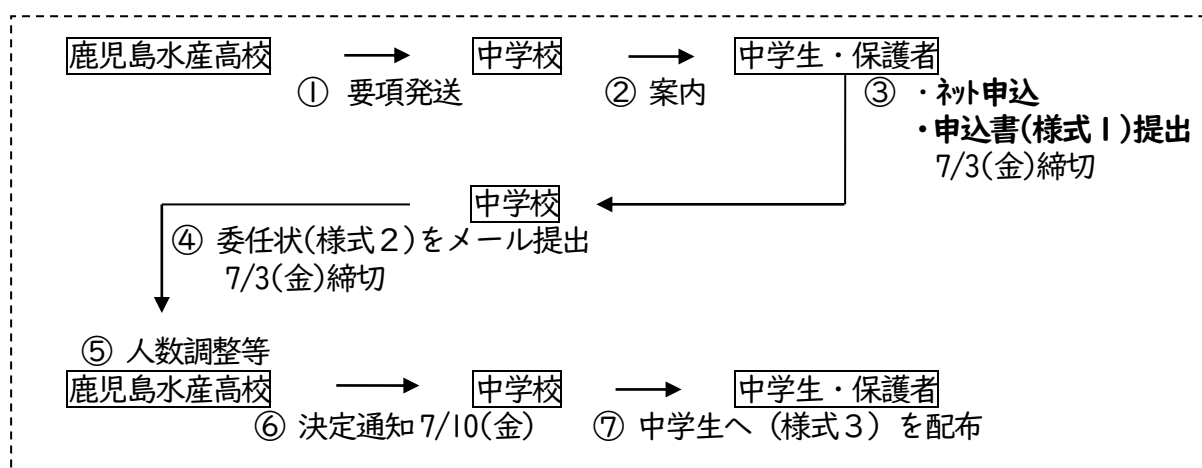 鹿児島水産高校 中学校 中学生・保護者
① 要項発送 ② 案内 ③ ・ネット申込
・申込書(様式1)提出
7/3(金)締切
中学校
④ 委任状(様式2)をメール提出
7/3(金)締切
⑤ 人数調整等
鹿児島水産高校 中学校 中学生・保護者
⑥ 決定通知7/10(金) ⑦ 中学生へ(様式3)を配布